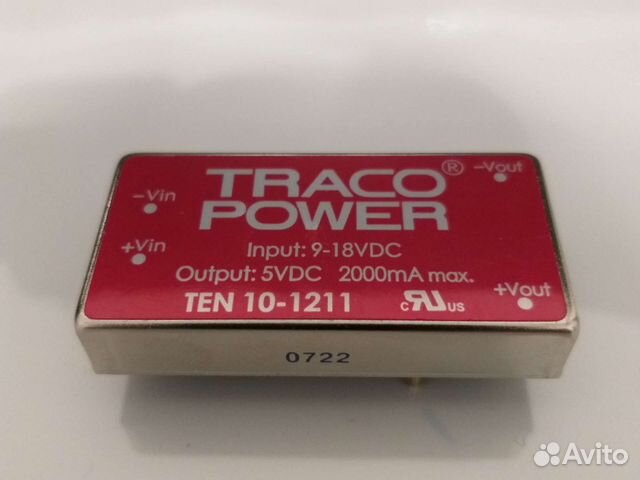 TRACO®
POWER
-Vin
+Vin
-Vout
+Vout
Input: 9-18VDC
Output: 5VDC 2000mA max.
TEN 10-1211
c RU US
0722
Avito